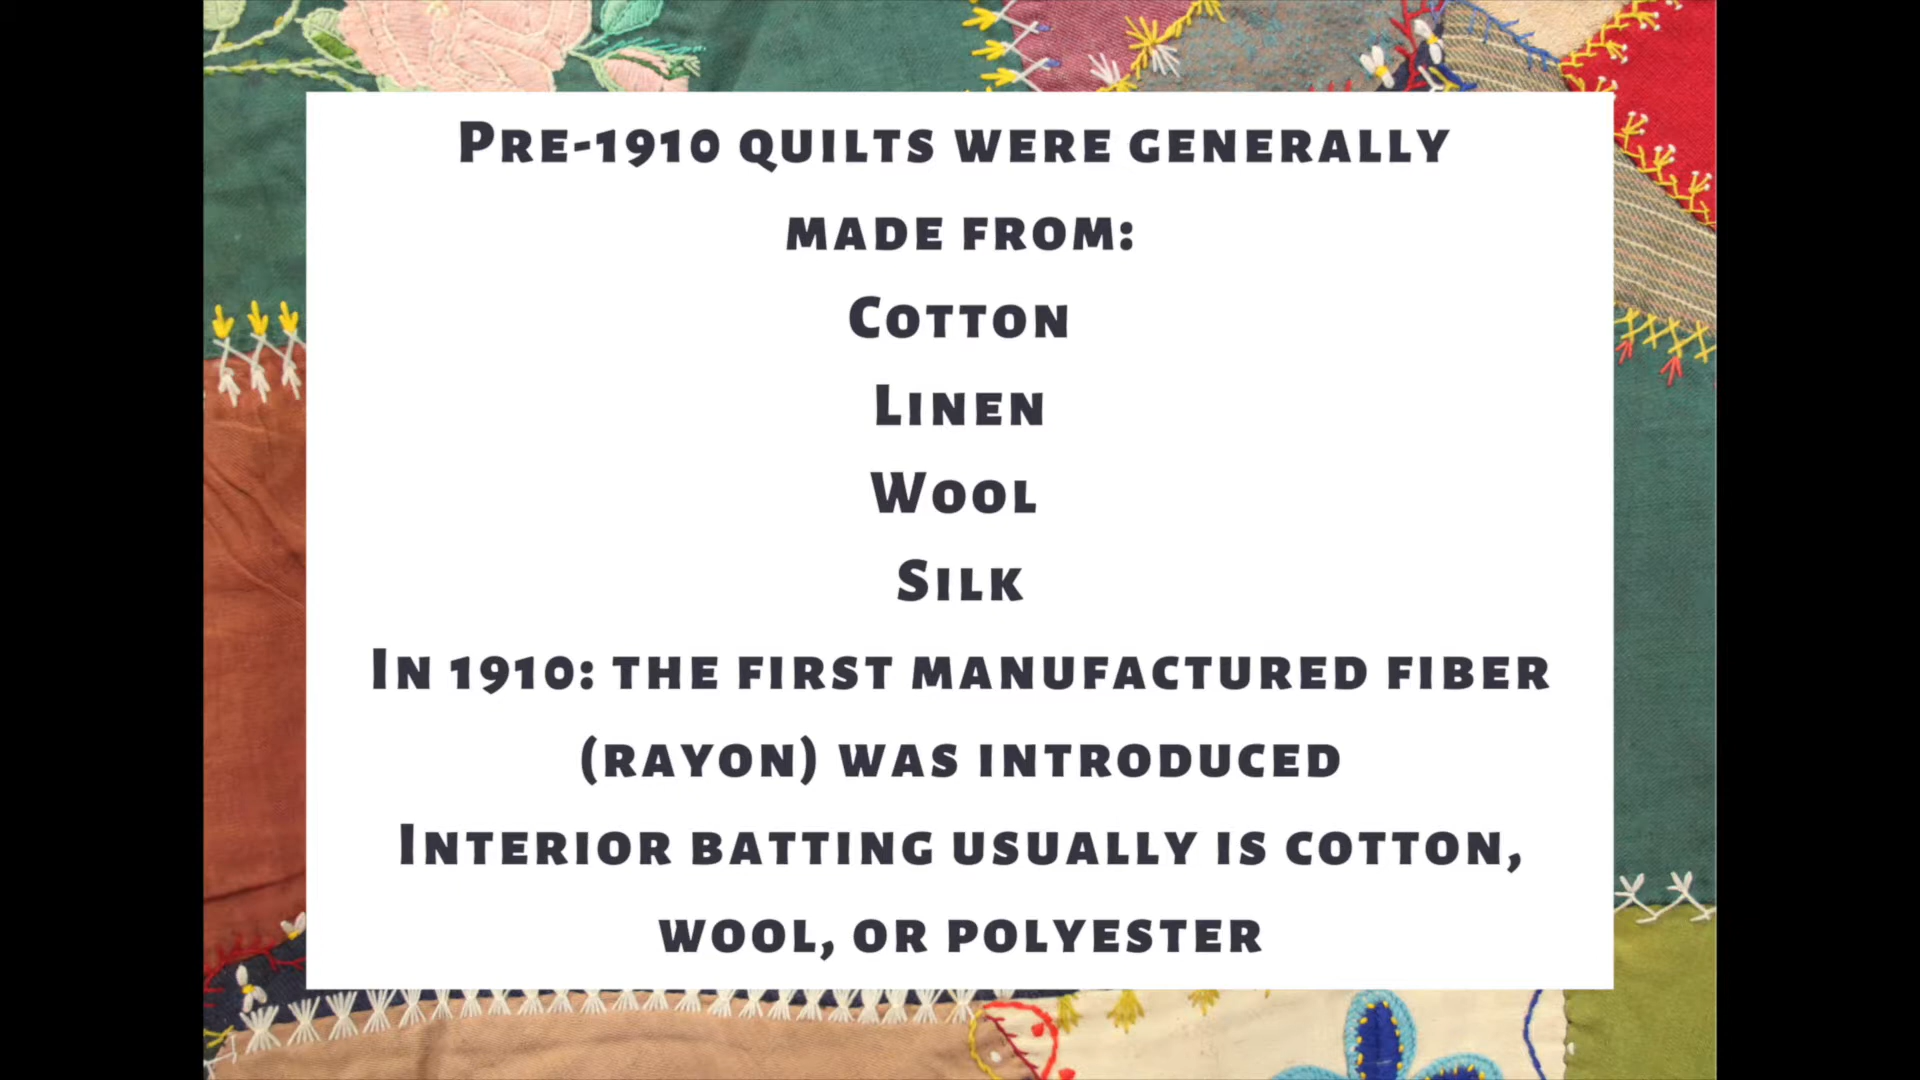 Pre-1910 quilts were generally
made from:
Cotton
Linen
Wool
Silk
In 1910: the first manufactured fiber
(rayon) was introduced
Interior batting usually is cotton,
wool, or polyester